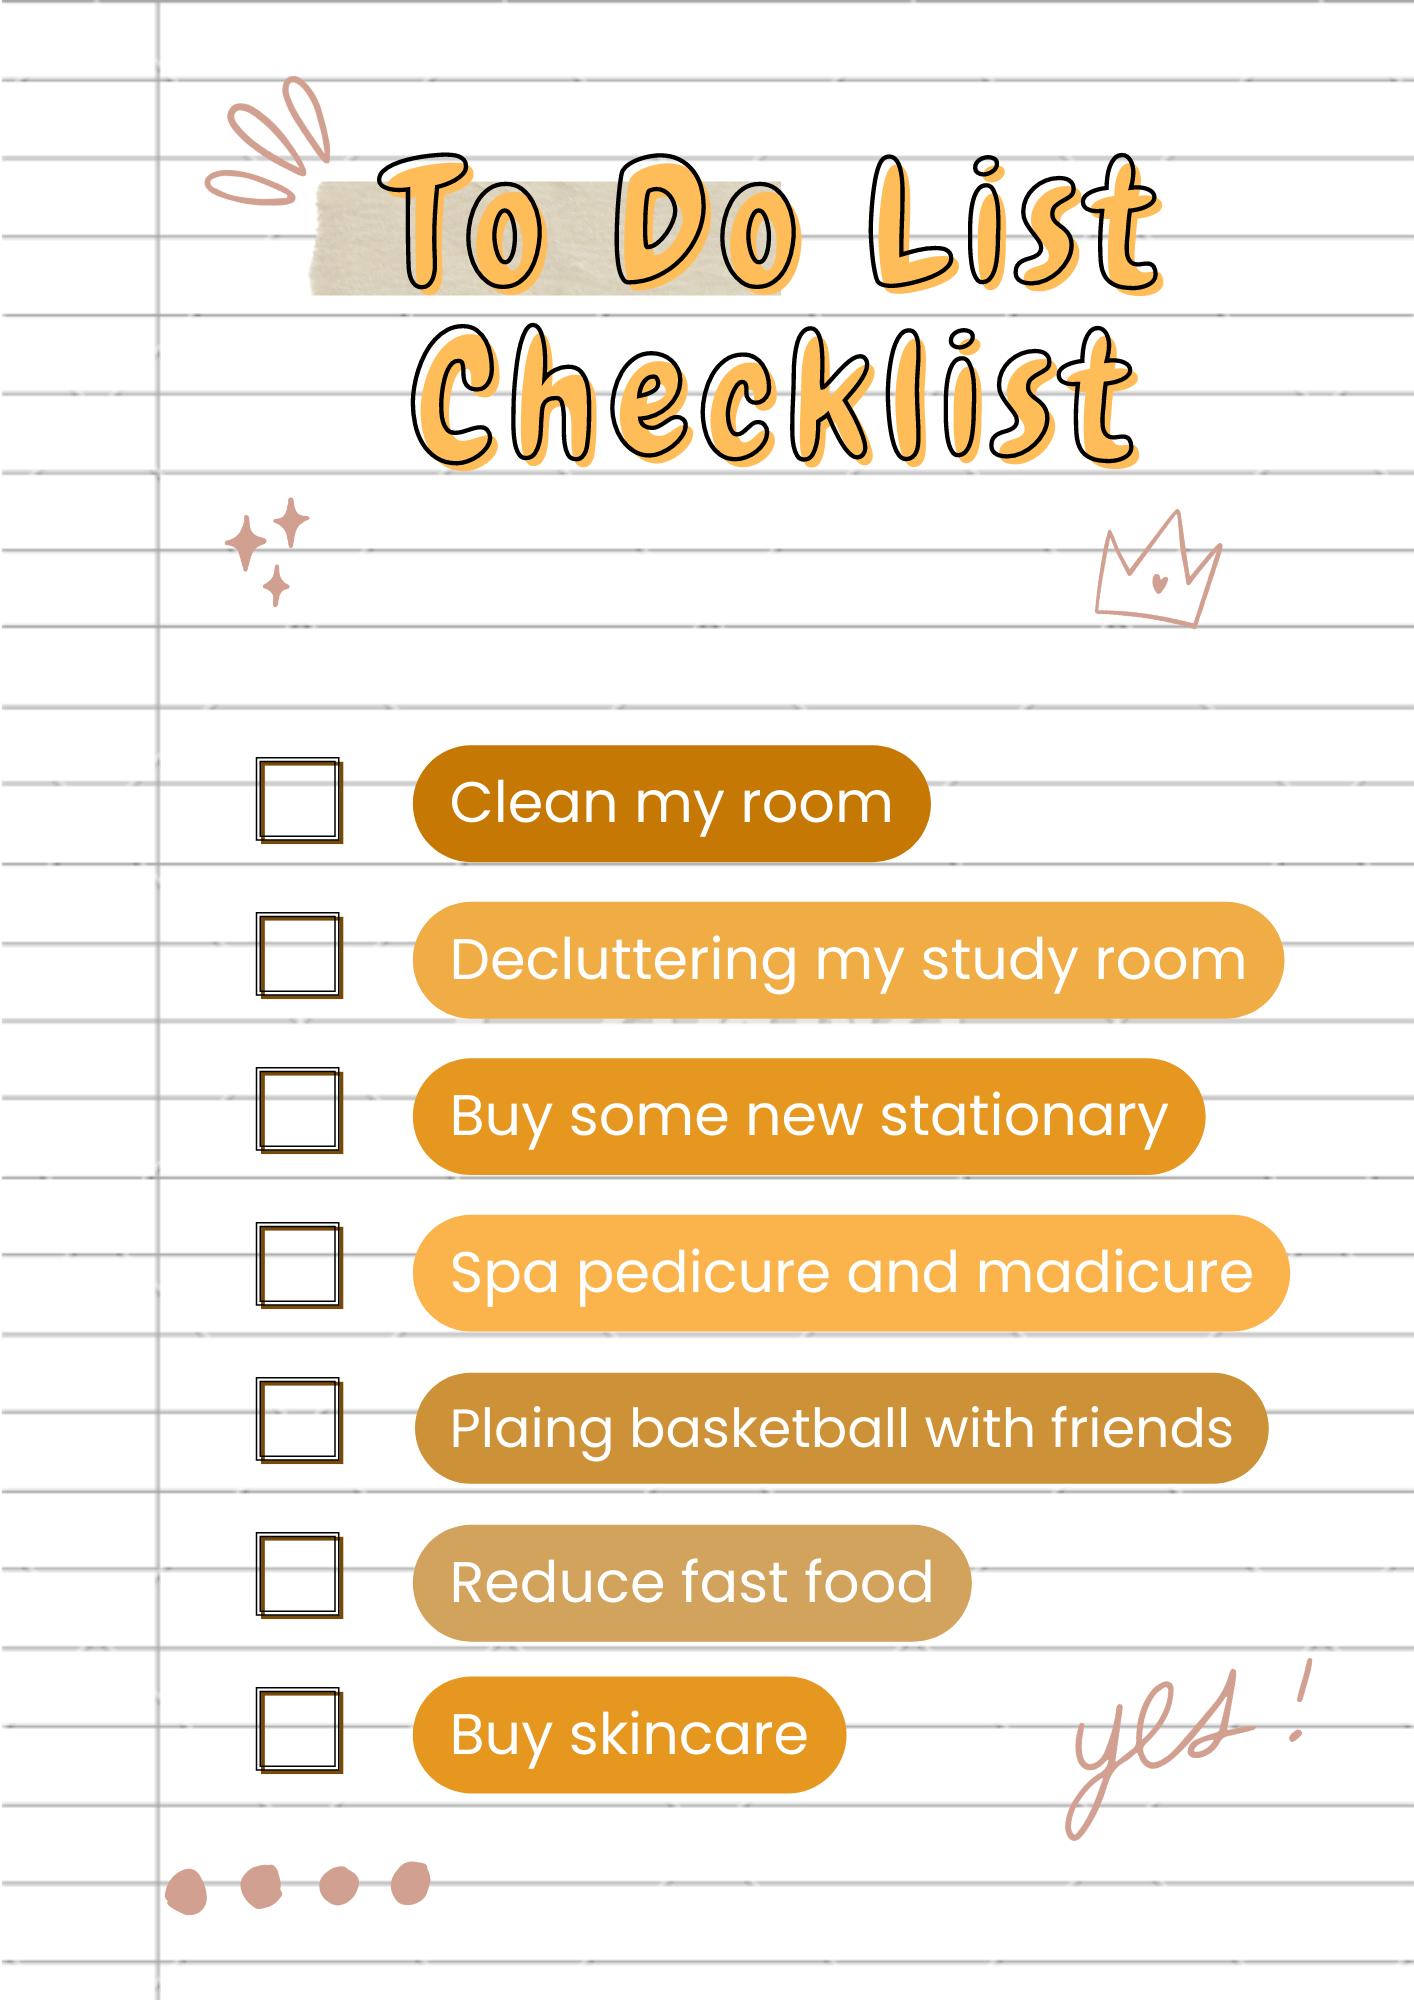 To Do List
Checklist
Clean my room
Decluttering my study room
Buy some new stationary
Spa pedicure and madicure
Plaing basketball with friends
Reduce fast food
Buy skincare
yes!